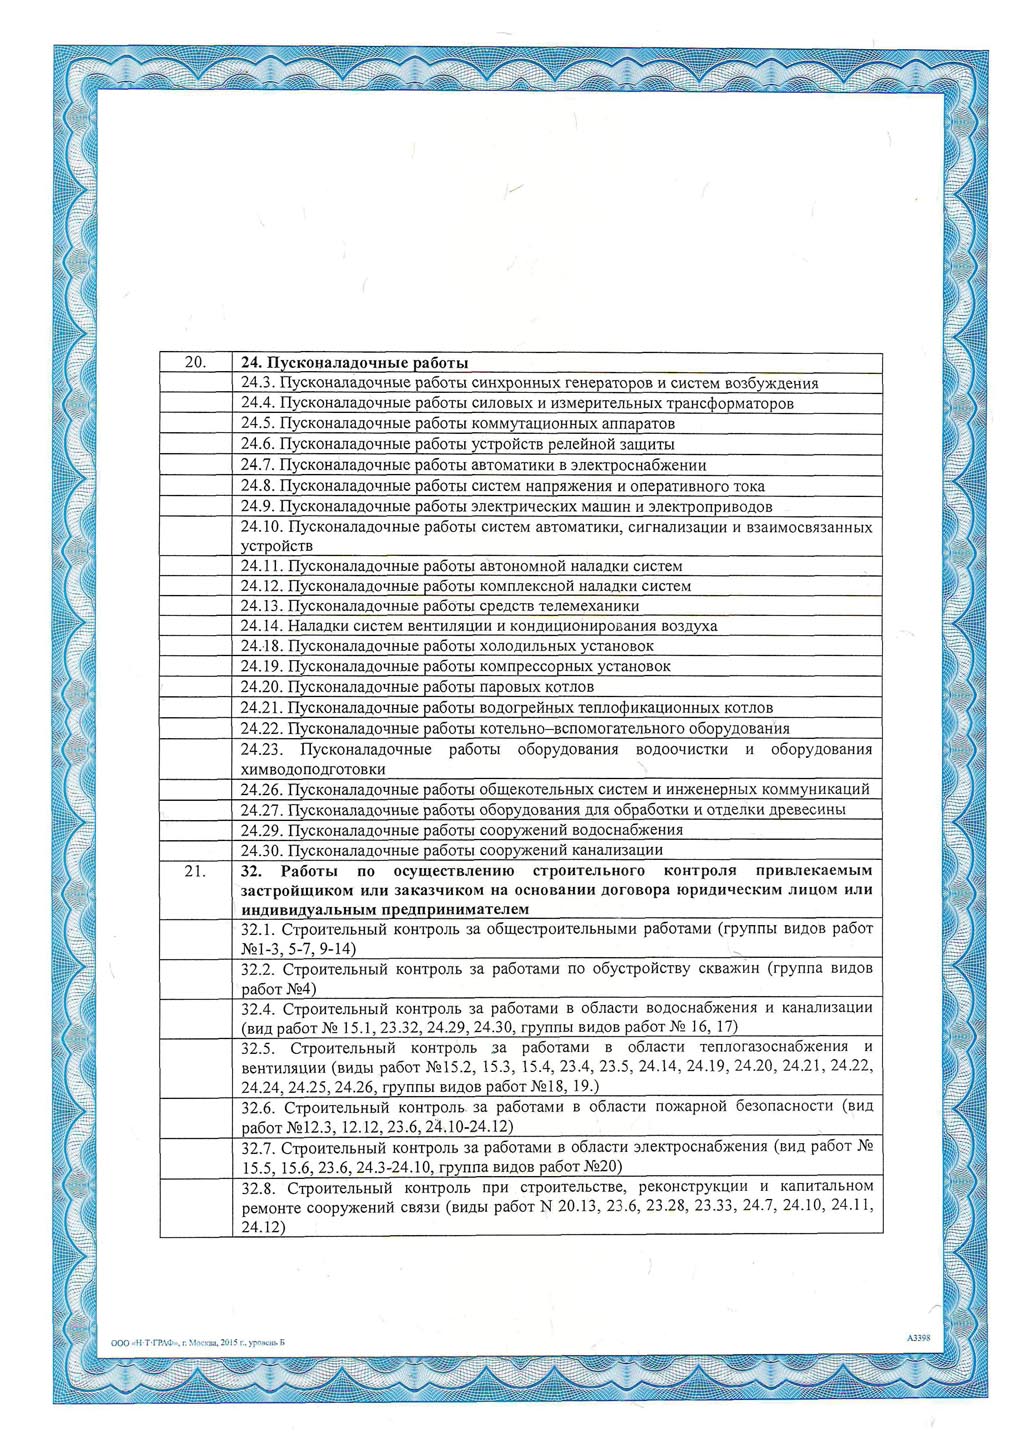 20. 24. Пусконаладочные работы
24.3. Пусконаладочные работы синхронных генераторов и систем возбуждения
24.4. Пусконаладочные работы силовых и измерительных трансформаторов
24.5. Пусконаладочные работы коммутационных аппаратов
24.6. Пусконаладочные работы устройств релейной защиты
24.7. Пусконаладочные работы автоматики в электроснабжении
24.8. Пусконаладочные работы систем напряжения и оперативного тока
24.9. Пусконаладочные работы электрических машин и электроприводов
24.10. Пусконаладочные работы систем автоматики, сигнализации и взаимосвязанных
устройств
24.11. Пусконаладочные работы автономной наладки систем
24.12. Пусконаладочные работы комплексной наладки систем
24.13. Пусконаладочные работы средств телемеханики
24.14. Наладки систем вентиляции и кондиционирования воздуха
24.18. Пусконаладочные работы холодильных установок
24.19. Пусконаладочные работы компрессорных установок
24.20. Пусконаладочные работы паровых котлов
24.21. Пусконаладочные работы водогрейных теплофикационных котлов
24.22. Пусконаладочные работы котельно–вспомогательного оборудования
24.23. Пусконаладочные работы оборудования водоочистки и оборудования
химводоподготовки
24.26. Пусконаладочные работы общекотельных систем и инженерных коммуникаций
24.27. Пусконаладочные работы оборудования для обработки и отделки древесины
24.29. Пусконаладочные работы сооружений водоснабжения
24.30. Пусконаладочные работы сооружений канализации
21. 32. Работы по осуществлению строительного контроля привлекаемым
застройщиком или заказчиком на основании договора юридическим лицом или
индивидуальным предпринимателем
32.1. Строительный контроль за общестроительными работами (группы видов работ
№1-3, 5-7, 9-14)
32.2. Строительный контроль за работами по обустройству скважин (группа видов
работ №4)
32.4. Строительный контроль за работами в области водоснабжения и канализации
(вид работ № 15.1, 23.32, 24.29, 24.30, группы видов работ № 16, 17)
32.5. Строительный контроль за работами в области теплогазоснабжения и
вентиляции (виды работ №15.2, 15.3, 15.4, 23.4, 23.5, 24.14, 24.19, 24.20, 24.21, 24.22,
24.24, 24.25, 24.26, группы видов работ №18, 19.)
32.6. Строительный контроль за работами в области пожарной безопасности (вид
работ №12.3, 12.12, 23.6, 24.10-24.12)
32.7. Строительный контроль за работами в области электроснабжения (вид работ №
15.5, 15.6, 23.6, 24.3-24.10, группа видов работ №20)
32.8. Строительный контроль при строительстве, реконструкции и капитальном
ремонте сооружений связи (виды работ N 20.13, 23.6, 23.28, 23.33, 24.7, 24.10, 24.11,
24.12)
ООО «Н·Т·ГРАФ», г. Москва, 2015 г., уровень Б
А3398